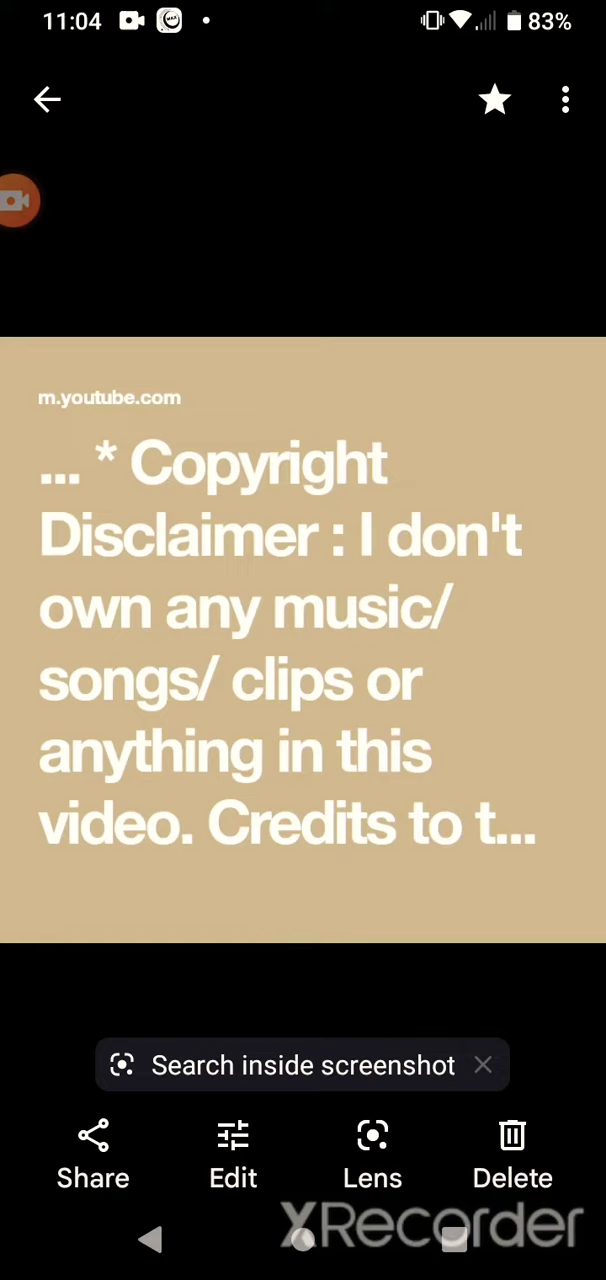 11:04
83%
m.youtube.com
... * Copyright
Disclaimer : I don't
own any music/
songs/ clips or
anything in this
video. Credits to t...
Search inside screenshot
Share Edit Lens Delete
XRecorder